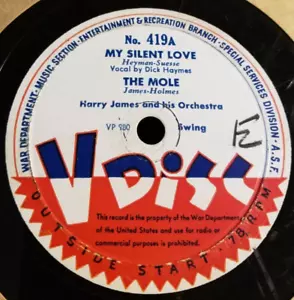 WAR DEPARTMENT-MUSIC SECTION-ENTERTAINMENT & RECREATION BRANCH-SPECIAL SERVICES DIVISION-A.S.F.
No. 419A
MY SILENT LOVE
Heyman-Suesse
Vocal by Dick Haymes
THE MOLE
James-Holmes
Harry James and his Orchestra
VP Swing
V Disc
This record is the property of the War Department
of the United States and use for radio or
commercial purposes is prohibited.
OUTSIDE START 78 RPM